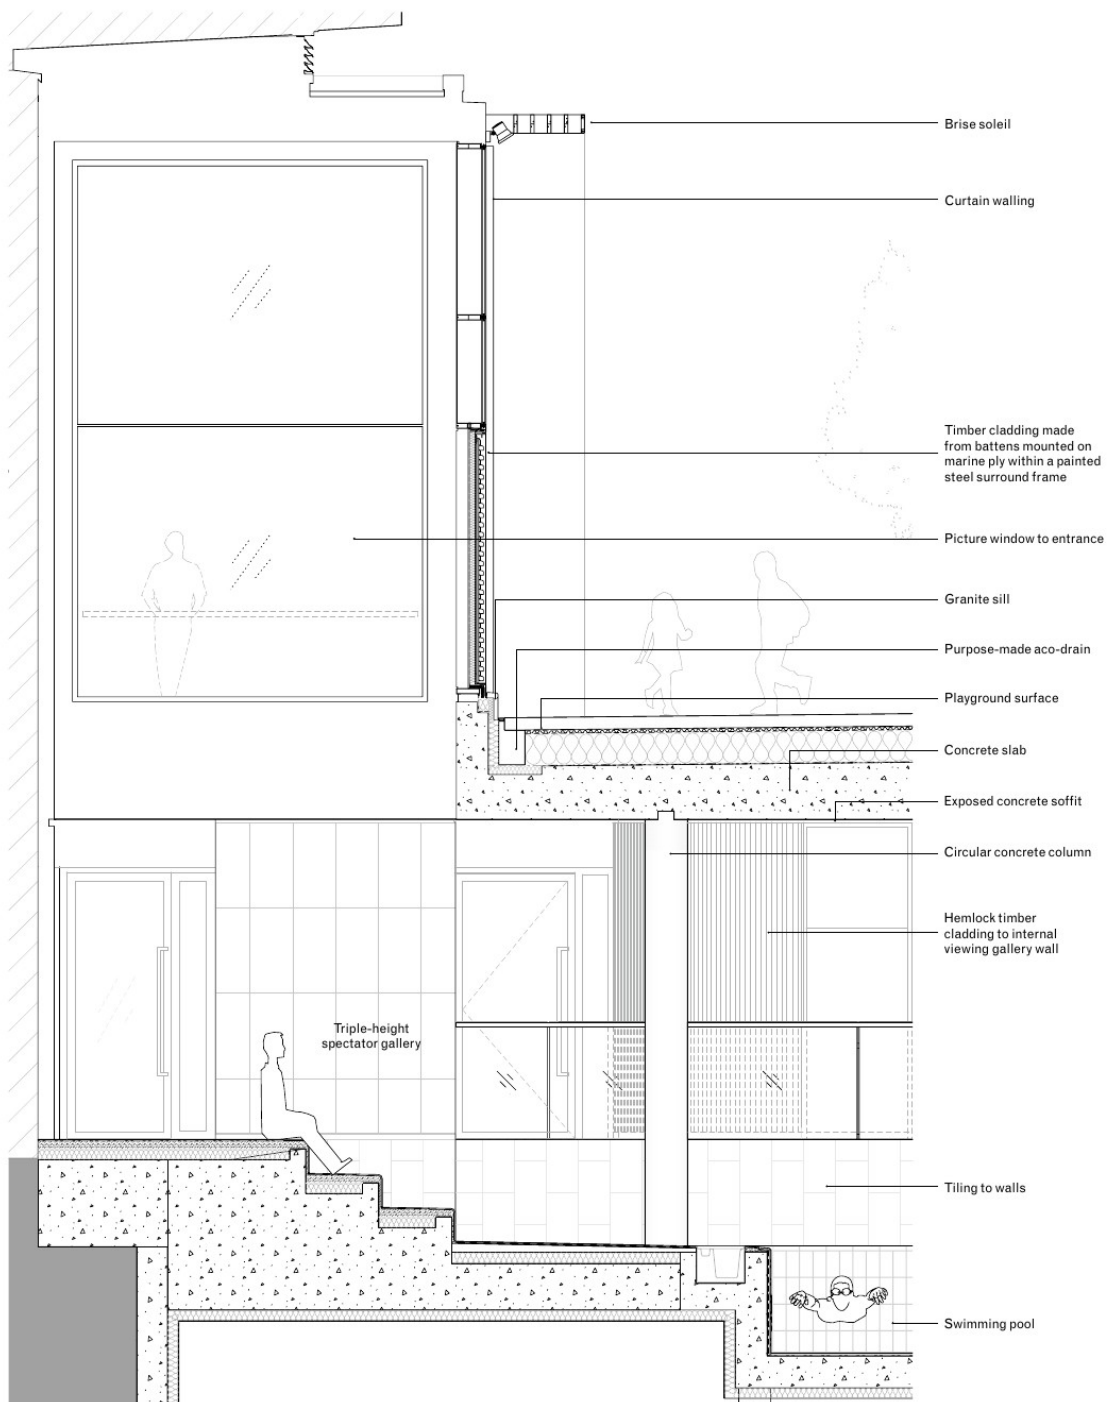 Brise soleil
Curtain walling
Timber cladding made
from battens mounted on
marine ply within a painted
steel surround frame
Picture window to entrance
Granite sill
Purpose-made aco-drain
Playground surface
Concrete slab
Exposed concrete soffit
Circular concrete column
Hemlock timber
cladding to internal
viewing gallery wall
Triple-height
spectator gallery
Tiling to walls
Swimming pool